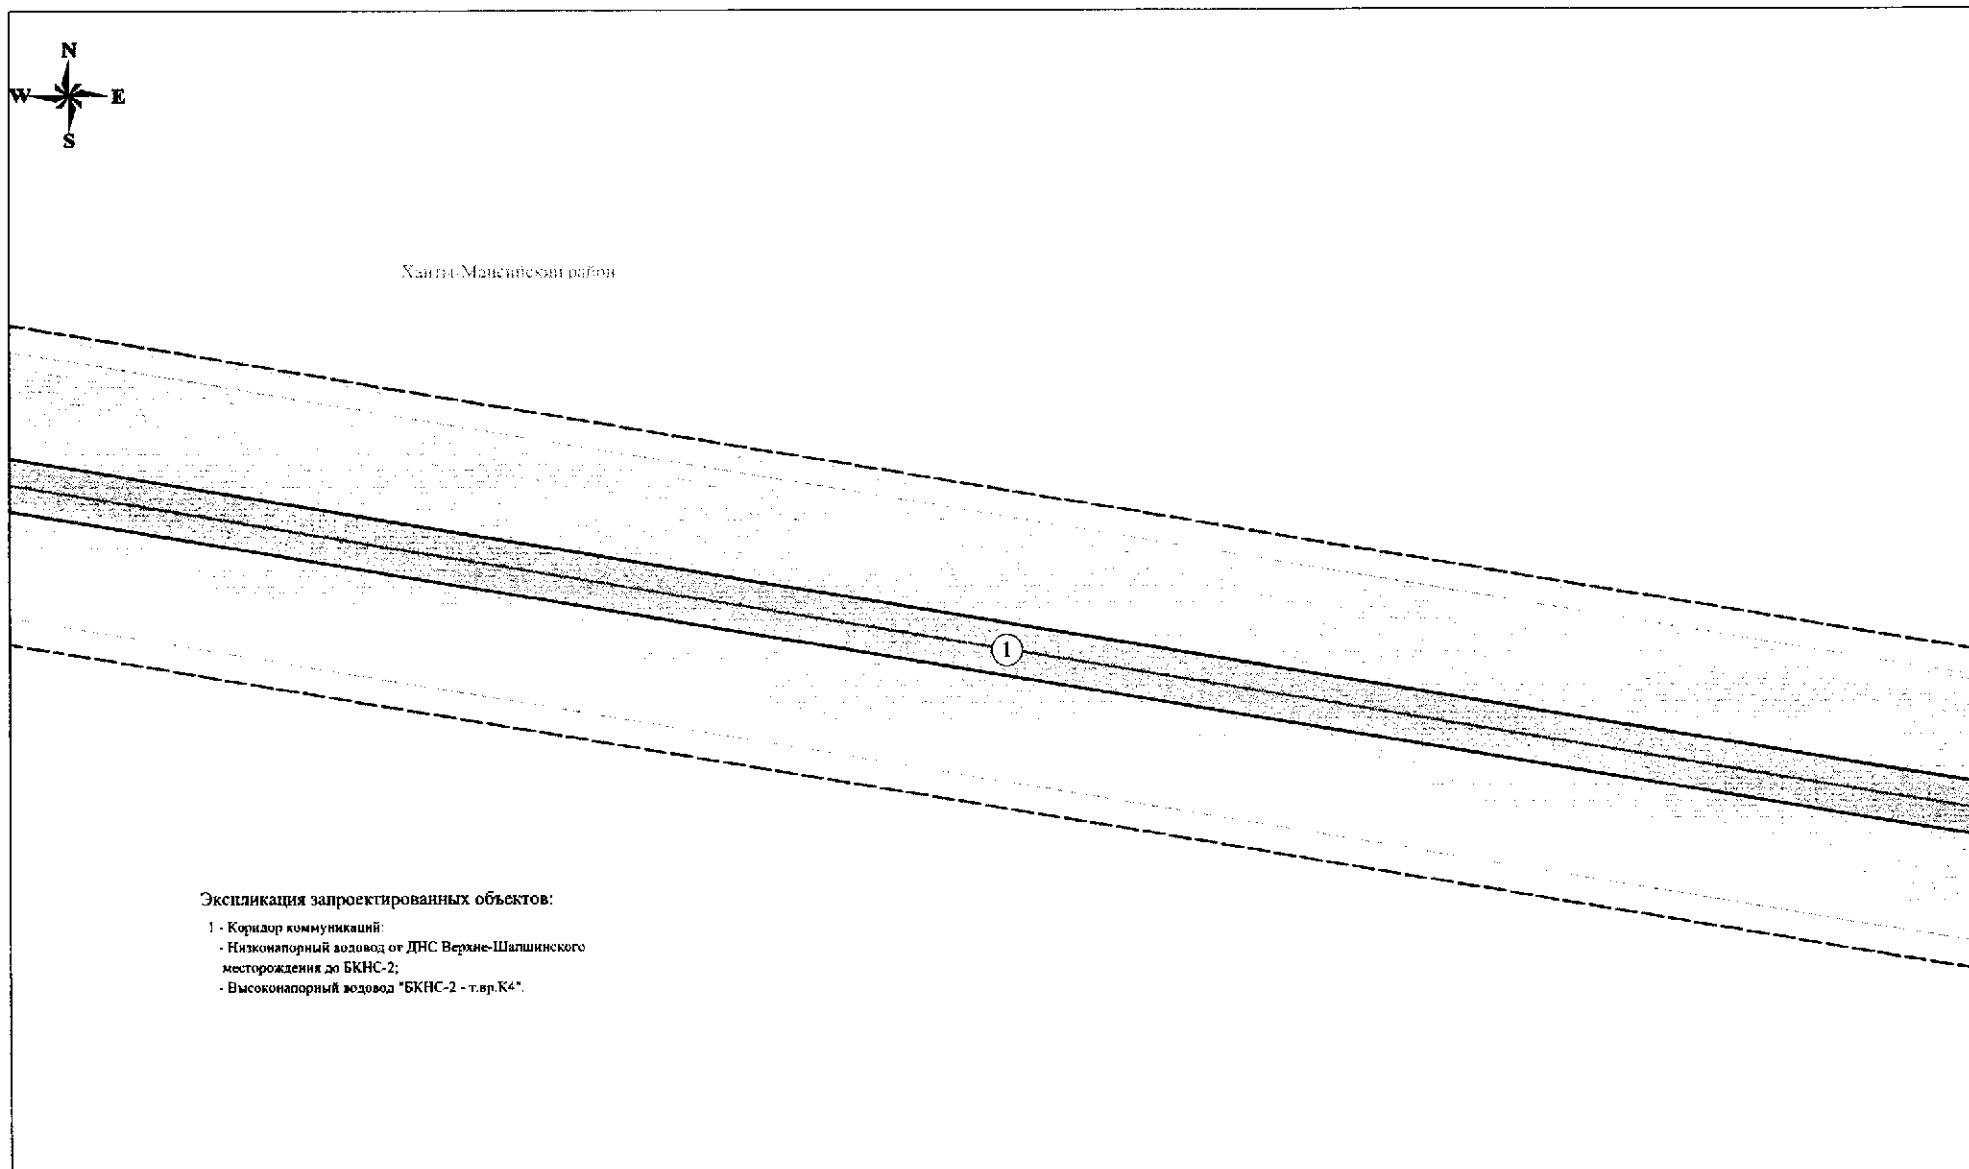 N
W E
S
Ханты-Мансийский район
1
Экспликация запроектированных объектов:
1 - Коридор коммуникаций:
- Низконапорный водовод от ДНС Верхне-Шапшинского
месторождения до БКНС-2;
- Высоконапорный водовод "БКНС-2 - т.вр.К4".